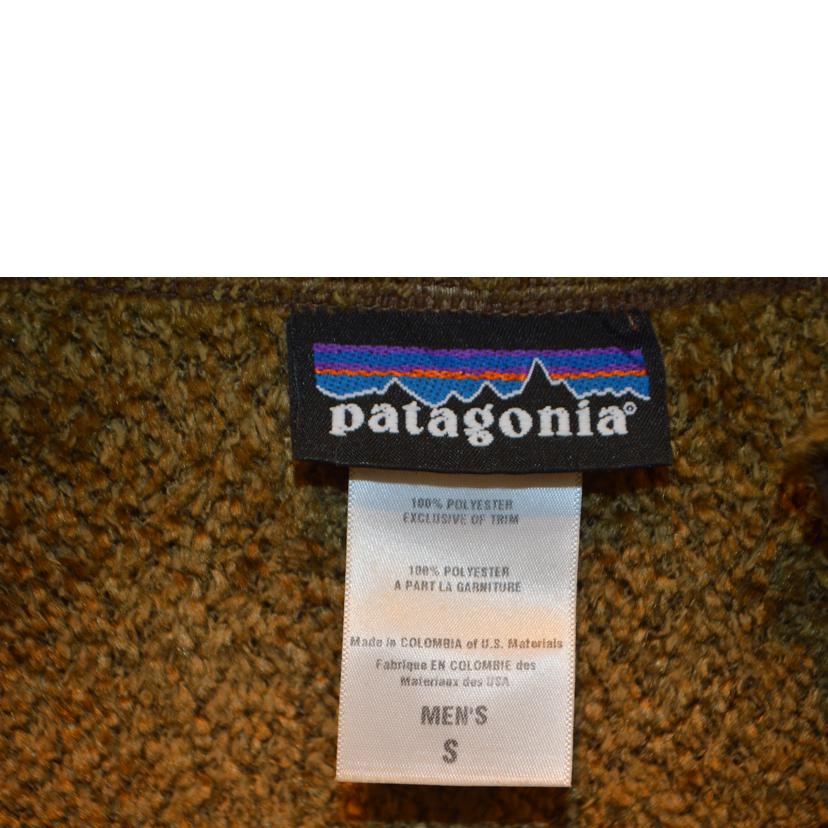 patagonia®
100% POLYESTER
EXCLUSIVE OF TRIM
100% POLYESTER
A PART LA GARNITURE
Made in COLOMBIA of U.S. Materials
Fabrique EN COLOMBIE des
Materiaux des USA
MEN'S
S